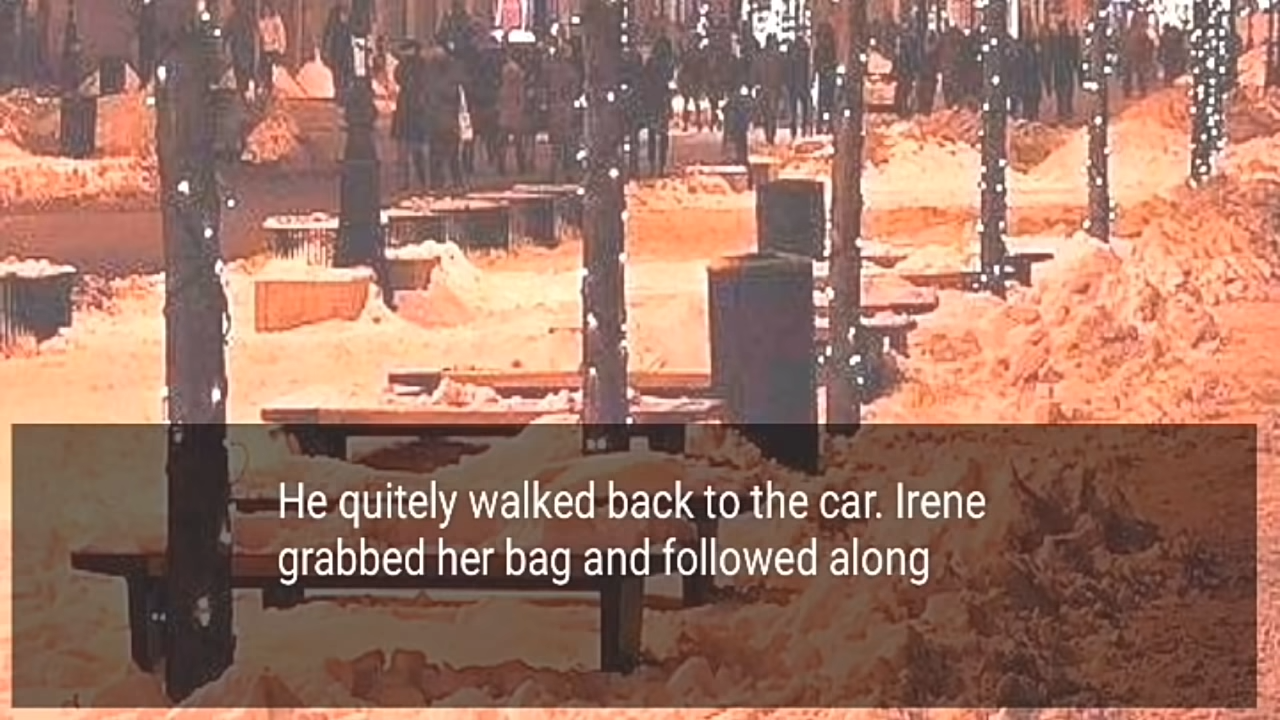 He quitely walked back to the car. Irene
grabbed her bag and followed along